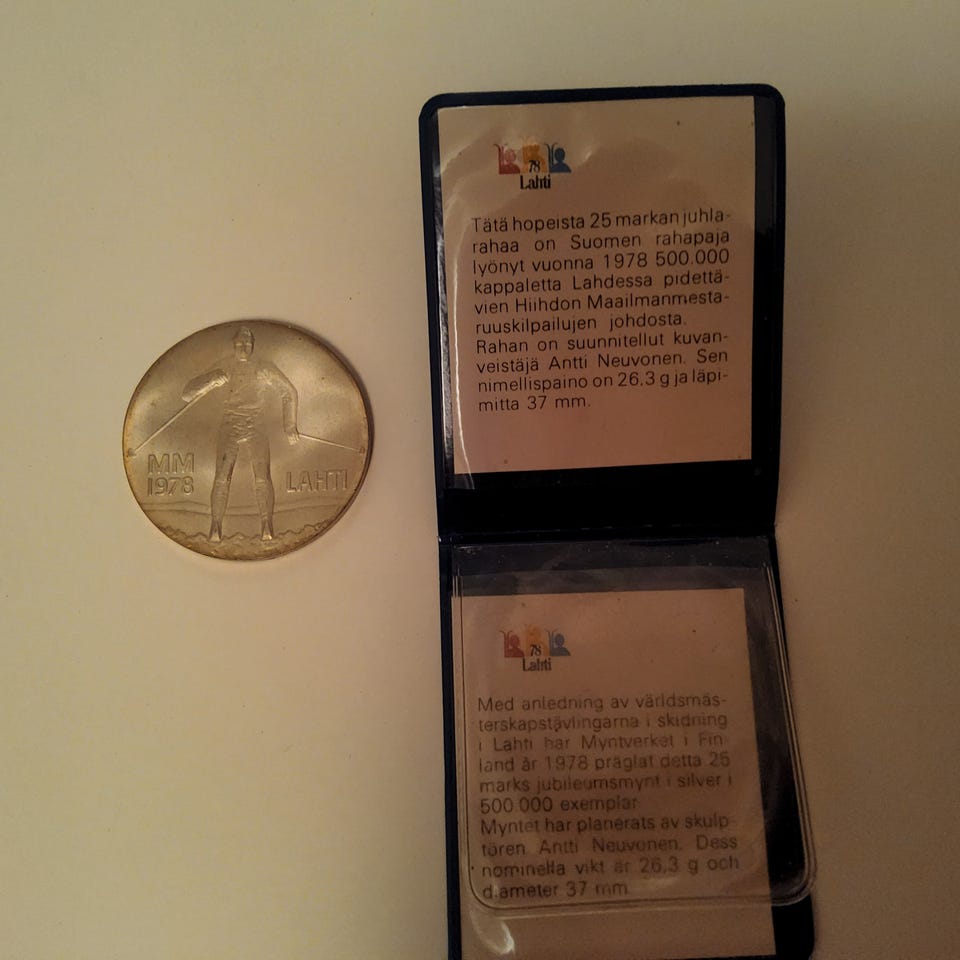 MM
1978
LAHTI
78
Lahti
Tätä hopeista 25 markan juhla-
rahaa on Suomen rahapaja
lyönyt vuonna 1978 500.000
kappaletta Lahdessa pidettä-
vien Hiihdon Maailmanmesta-
ruuskilpailujen johdosta.
Rahan on suunnitellut kuvan-
veistäjä Antti Neuvonen. Sen
nimellispaino on 26,3 g ja läpi-
mitta 37 mm.
78
Lahti
Med anledning av världsmäs-
terskapstävlingarna i skidning
i Lahti har Myntverket i Fin-
land år 1978 präglat detta 25
marks jubileumsmynt i silver i
500.000 exemplar
Myntet har planerats av skulp-
tören Antti Neuvonen. Dess
nominella vikt är 26,3 g och
diameter 37 mm